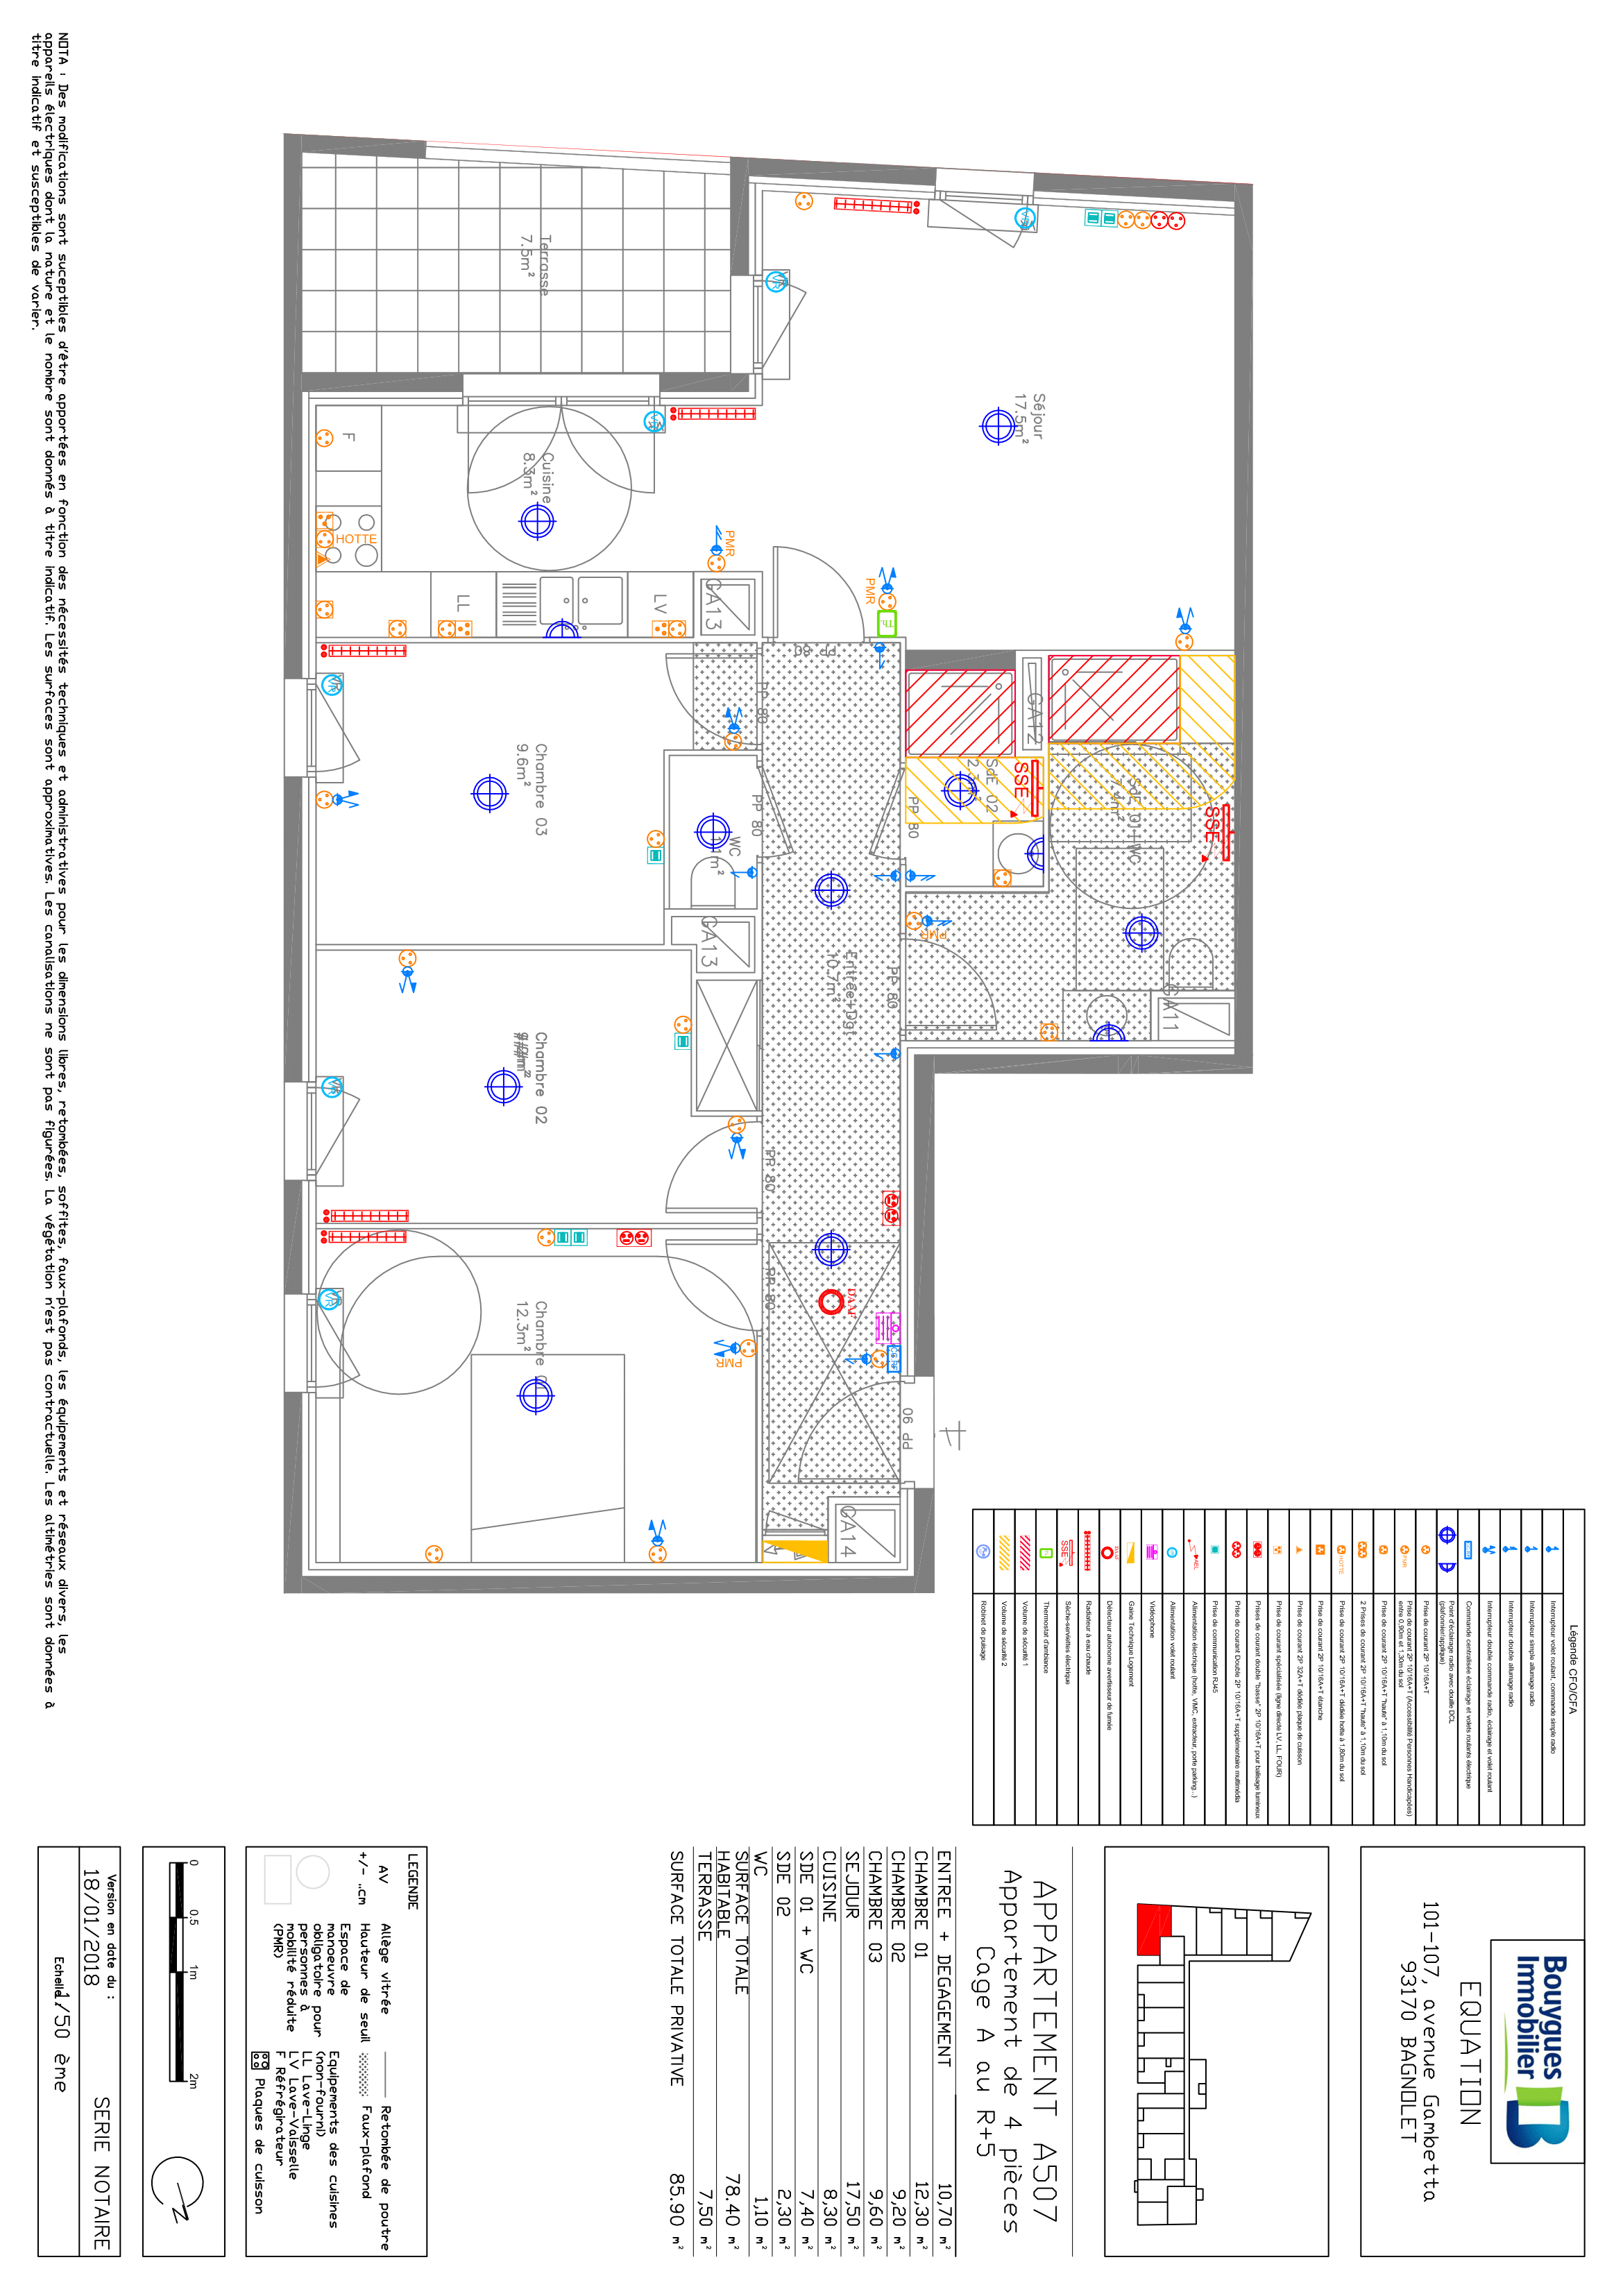 Bouygues
Immobilier
EQUATION
101-107, avenue Gambetta
93170 BAGNOLET
APPARTEMENT A507
Appartement de 4 pièces
Cage A au R+5
ENTREE + DEGAGEMENT 10,70 m²
CHAMBRE 01 12,30 m²
CHAMBRE 02 9,20 m²
CHAMBRE 03 9,60 m²
SEJOUR 17,50 m²
CUISINE 8,30 m²
SDE 01 + WC 7,40 m²
SDE 02 2,30 m²
WC 1,10 m²
SURFACE TOTALE
HABITABLE 78.40 m²
TERRASSE 7,50 m²
SURFACE TOTALE PRIVATIVE 85.90 m²
LEGENDE
AV Allège vitrée
+/- ..cm Hauteur de seuil
Espace de
manoeuvre
obligatoire pour
personnes à
mobilité réduite
(PMR)
Retombée de poutre
Faux-plafond
Equipements des cuisines
(non-fourni)
LL Lave-Linge
LV Lave-Vaisselle
F Réfrigérateur
Plaques de cuisson
0 0.5 1m 2m
N
Version en date du :
18/01/2018
SERIE NOTAIRE
Echelle 1/50 ème
Légende CFO/CFA
Interrupteur volet roulant, commande simple radio
Interrupteur simple allumage radio
Interrupteur double allumage radio
Interrupteur double commande radio, éclairage et volet roulant
Commande centralisée éclairage et volets roulants électrique
Point d'éclairage radio avec douille DCL
(plafonnier/applique)
Prise de courant 2P 10/16A+T
PMR
Prise de courant 2P 10/16A+T (Accessibilité Personnes Handicapées)
entre 0,90m et 1,30m du sol
Prise de courant 2P 10/16A+T "haute" à 1,10m du sol
2 Prises de courant 2P 10/16A+T "haute" à 1,10m du sol
HOTTE
Prise de courant 2P 10/16A+T dédiée hotte à 1,80m du sol
Prise de courant 2P 10/16A+T étanche
Prise de courant 2P 32A+T dédiée plaque de cuisson
Prise de courant spécialisée (ligne directe LV, LL, FOUR)
Prises de courant double "basse" 2P 10/16A+T pour balisage lumineux
Prise de courant Double 2P 10/16A+T supplémentaire multimédia
Prise de communication RJ45
Alimentation électrique (hotte, VMC, extracteur, porte parking...)
Alimentation volet roulant
Vidéophone
Gaine Technique Logement
DAAF
Détecteur autonome avertisseur de fumée
Radiateur à eau chaude
SSE
Sèche-serviettes électrique
Thermostat d'ambiance
Volume de sécurité 1
Volume de sécurité 2
Robinet de puisage
Terrasse
7.5m²
Séjour
17.5m²
Cuisine
8.3m²
F
HOTTE
LL
LV
GA13
PMR
PMR
Th.
PP 80
PP 80
Chambre 03
9.6m²
WC
PP 80
GA13
GA12
SdE 02
SSE
PP 80
SdE 01+WC
SSE
PMR
PP 80
GA11
Entrée+Dgt
10.7m²
Chambre 02
PP 80
PP 80
Chambre
12.3m²
PMR
DAAF
PP 90
GA14
VR
VR
VR
VR
VR
VR
NOTA : Des modifications sont suceptibles d'être apportées en fonction des nécessités techniques et administratives pour les dimensions libres, retombées, soffites, faux-plafonds, les équipements et réseaux divers, les
appareils électriques dont la nature et le nombre sont donnés à titre indicatif. Les surfaces sont approximatives. Les canalisations ne sont pas figurées. La végétation n'est pas contractuelle. Les altimétries sont données à
titre indicatif et susceptibles de varier.